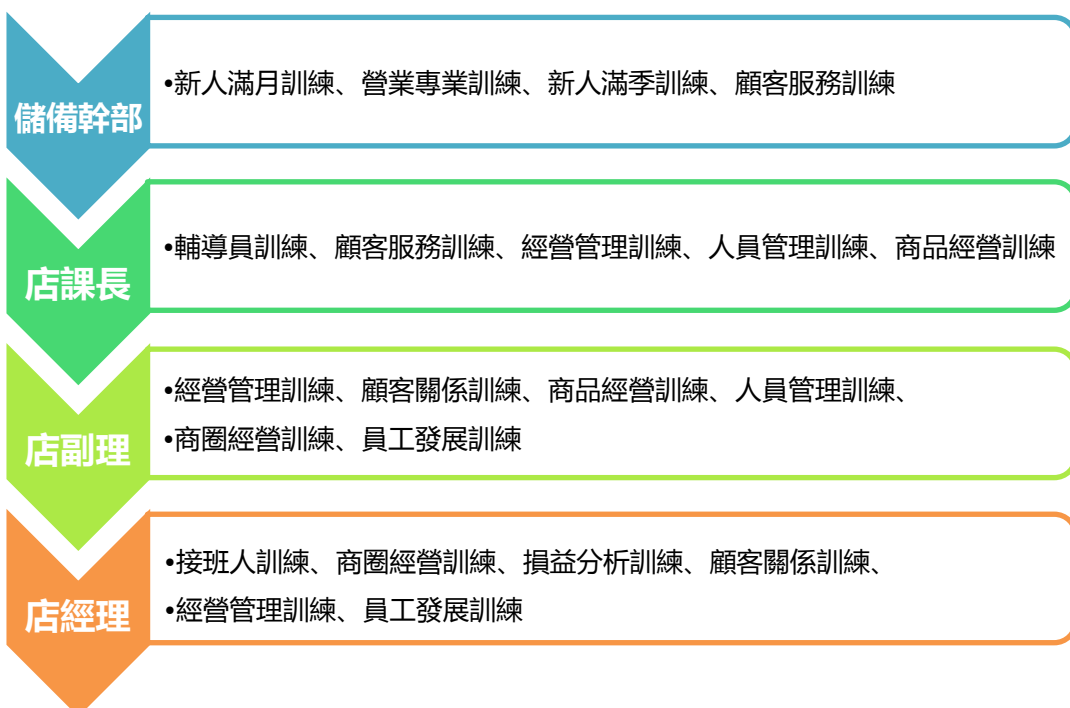 儲備幹部
•新人滿月訓練、營業專業訓練、新人滿季訓練、顧客服務訓練
店課長
•輔導員訓練、顧客服務訓練、經營管理訓練、人員管理訓練、商品經營訓練
店副理
•經營管理訓練、顧客關係訓練、商品經營訓練、人員管理訓練、
•商圈經營訓練、員工發展訓練
店經理
•接班人訓練、商圈經營訓練、損益分析訓練、顧客關係訓練、
•經營管理訓練、員工發展訓練